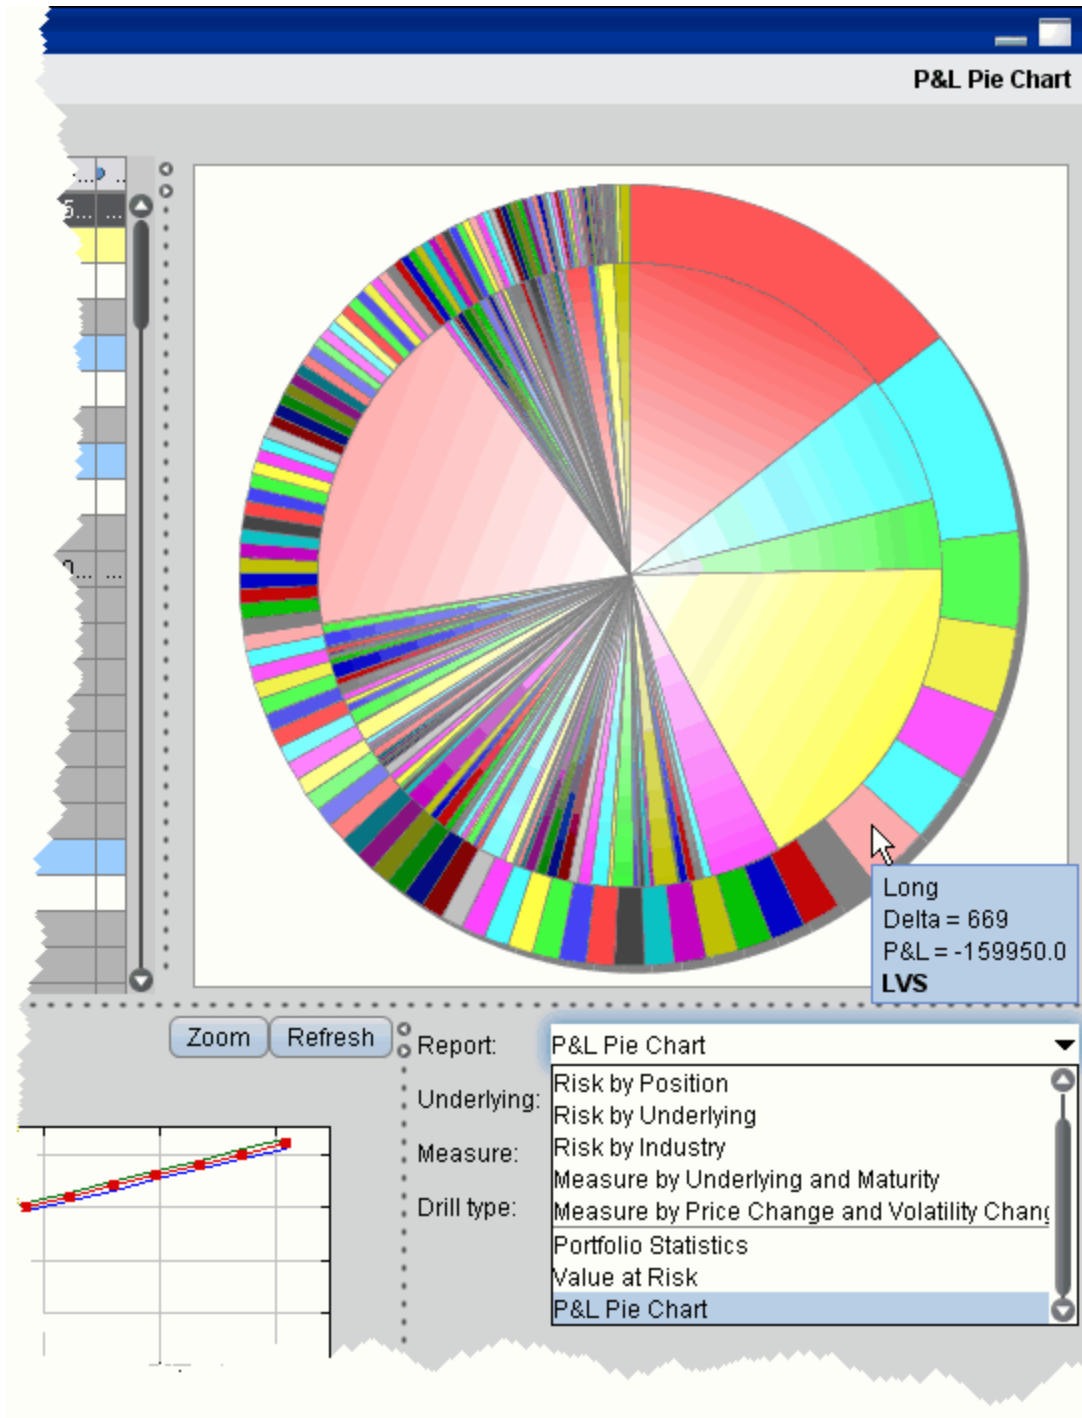 P&L Pie Chart
Long
Delta = 669
P&L = -159950.0
LVS
Zoom
Refresh
Report:
P&L Pie Chart
Underlying:
Measure:
Drill type:
Risk by Position
Risk by Underlying
Risk by Industry
Measure by Underlying and Maturity
Measure by Price Change and Volatility Chang
Portfolio Statistics
Value at Risk
P&L Pie Chart